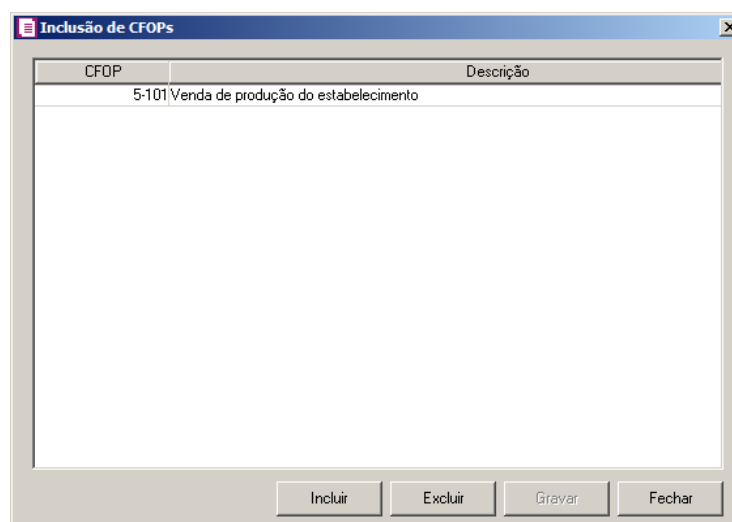 Inclusão de CFOPs
CFOP Descrição
5-101 Venda de produção do estabelecimento
Incluir Excluir Gravar Fechar